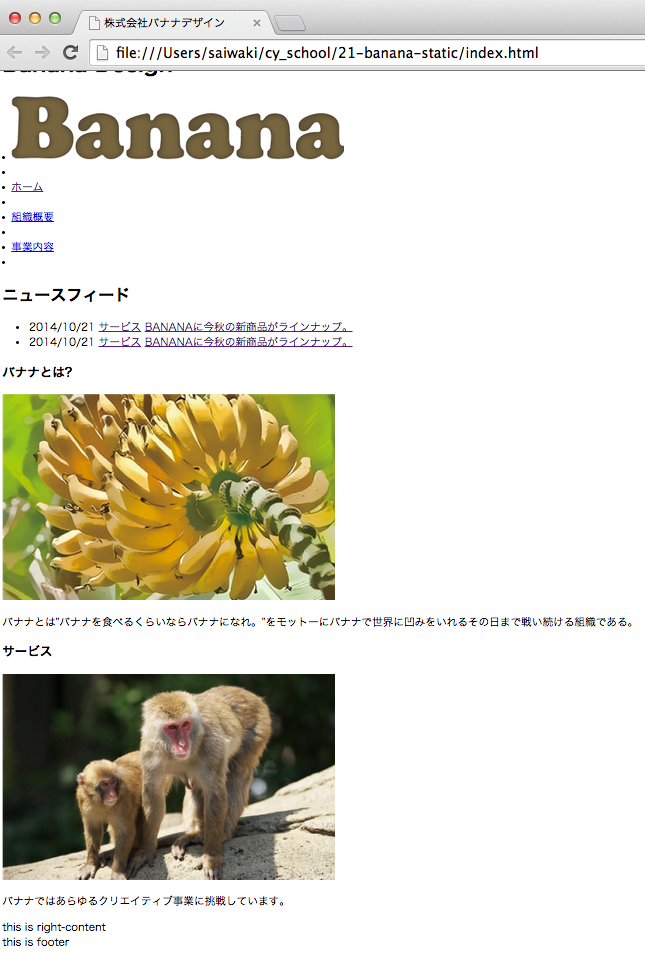 株式会社バナナデザイン
file:///Users/saiwaki/cy_school/21-banana-static/index.html
Banana Design
Banana
ホーム
組織概要
事業内容
ニュースフィード
2014/10/21 サービス BANANAに今秋の新商品がラインナップ。
2014/10/21 サービス BANANAに今秋の新商品がラインナップ。
バナナとは?
バナナとは"バナナを食べるくらいならバナナになれ。"をモットーにバナナで世界に凹みをいれるその日まで戦い続ける組織である。
サービス
バナナではあらゆるクリエイティブ事業に挑戦しています。
this is right-content
this is footer